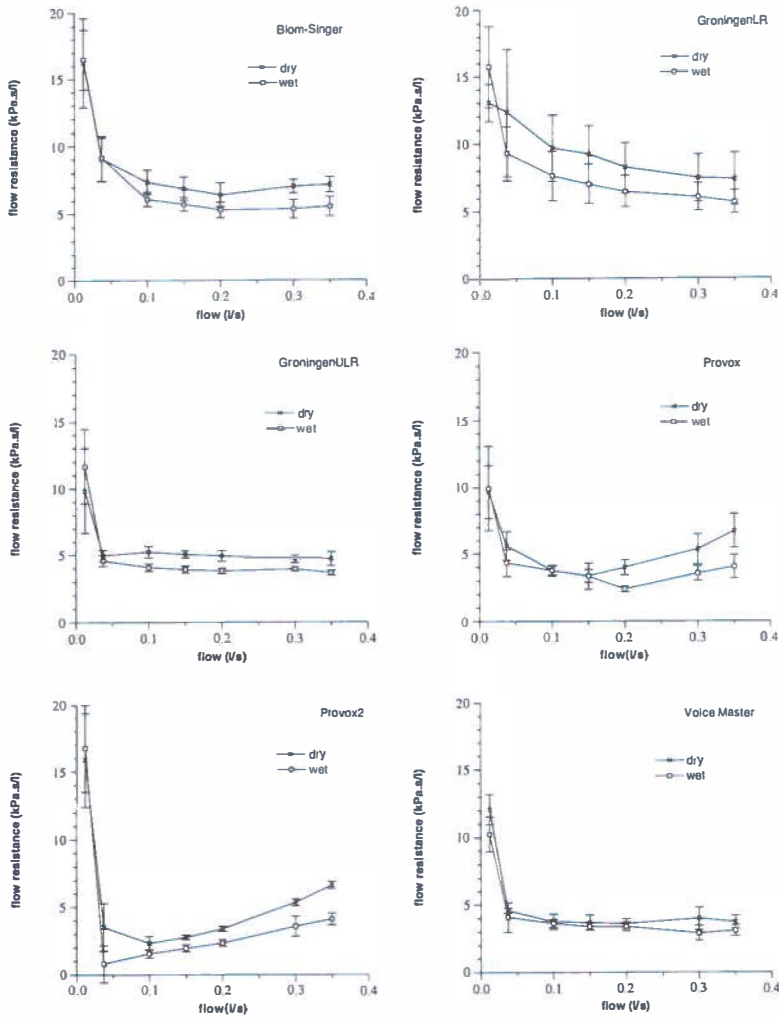 Blom-Singer
flow resistance (kPa.s/l)
20
15
10
5
0
dry
wet
0.0 0.1 0.2 0.3 0.4
flow (l/s)
GroningenLR
flow resistance (kPa.s/l)
20
15
10
5
0
dry
wet
0.0 0.1 0.2 0.3 0.4
flow (l/s)
GroningenULR
flow resistance (kPa.s/l)
20
15
10
5
0
dry
wet
0.0 0.1 0.2 0.3 0.4
flow (l/s)
Provox
flow resistance (kPa.s/l)
20
15
10
5
0
dry
wet
0.0 0.1 0.2 0.3 0.4
flow(l/s)
Provox2
flow resistance (kPa.s/l)
20
15
10
5
0
dry
wet
0.0 0.1 0.2 0.3 0.4
flow(l/s)
Voice Master
flow resistance (kPa.s/l)
20
15
10
5
0
dry
wet
0.0 0.1 0.2 0.3 0.4
flow (l/s)